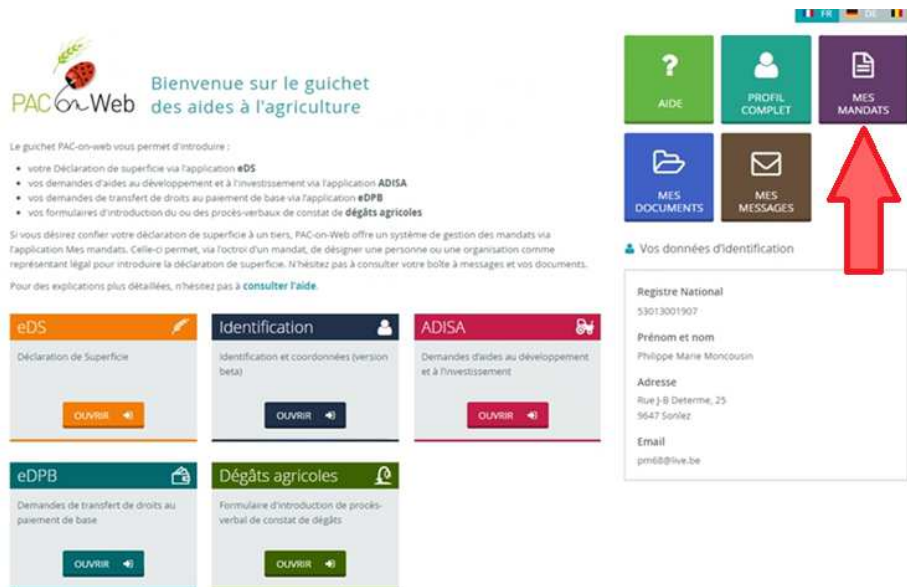 FR DE
PAC on Web
Bienvenue sur le guichet
des aides à l'agriculture
Le guichet PAC-on-web vous permet d'introduire :
• votre Déclaration de superficie via l'application eDS
• vos demandes d'aides au développement et à l'investissement via l'application ADISA
• vos demandes de transfert de droits au paiement de base via l'application eDPB
• vos formulaires d'introduction du ou des procès-verbaux de constat de dégâts agricoles
Si vous désirez confier votre déclaration de superficie à un tiers, PAC-on-Web offre un système de gestion des mandats via
l'application Mes mandats. Celle-ci permet, via l'octroi d'un mandat, de désigner une personne ou une organisation comme
représentant légal pour introduire la déclaration de superficie. N'hésitez pas à consulter votre boîte à messages et vos documents.
Pour des explications plus détaillées, n'hésitez pas à consulter l'aide.
eDS
Déclaration de Superficie
OUVRIR
Identification
Identification et coordonnées (version
beta)
OUVRIR
ADISA
Demandes d'aides au développement
et à l'investissement
OUVRIR
eDPB
Demandes de transfert de droits au
paiement de base
OUVRIR
Dégâts agricoles
Formulaire d'introduction de procès-
verbal de constat de dégâts
OUVRIR
?
AIDE
PROFIL
COMPLET
MES
MANDATS
MES
DOCUMENTS
MES
MESSAGES
Vos données d'identification
Registre National
53013001907
Prénom et nom
Philippe Marie Moncousin
Adresse
Rue J-B Determe, 25
9647 Sonlez
Email
pm68@live.be